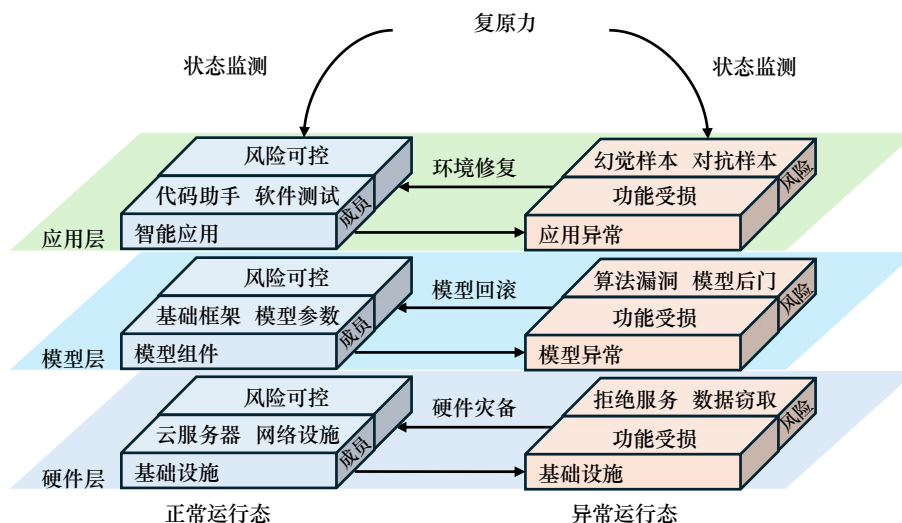 复原力
状态监测
状态监测
风险可控
幻觉样本 对抗样本
风险
环境修复
代码助手 软件测试
成员
功能受损
应用层
智能应用
应用异常
风险可控
算法漏洞 模型后门
风险
模型回滚
基础框架 模型参数
成员
功能受损
模型层
模型组件
模型异常
风险可控
拒绝服务 数据窃取
风险
硬件灾备
云服务器 网络设施
成员
功能受损
硬件层
基础设施
基础设施
正常运行态
异常运行态